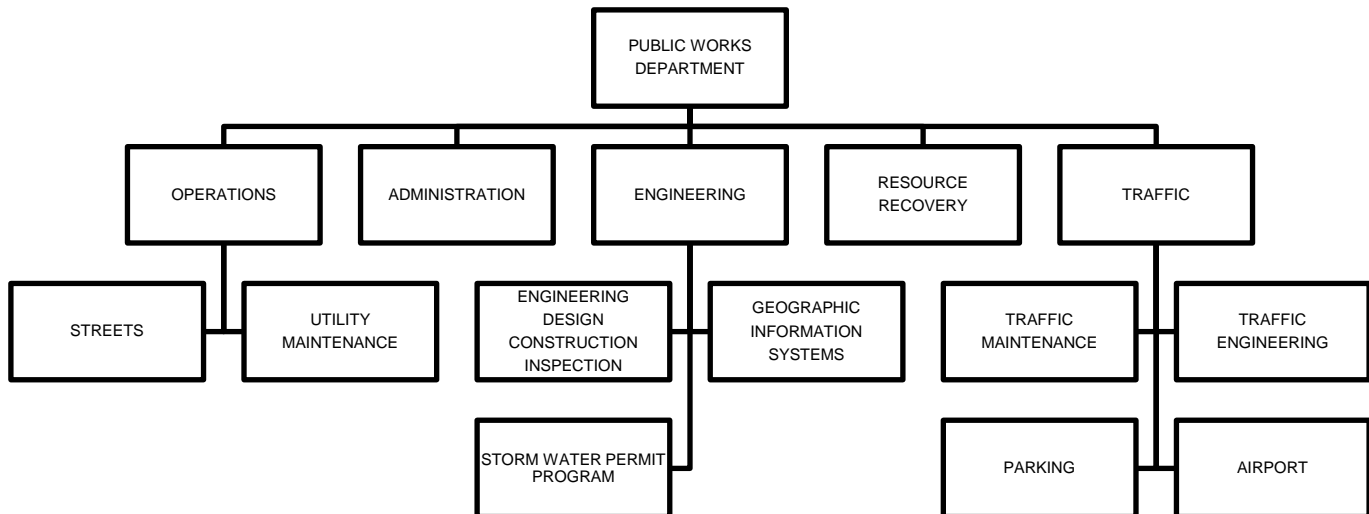 PUBLIC WORKS
DEPARTMENT
OPERATIONS
ADMINISTRATION
ENGINEERING
RESOURCE
RECOVERY
TRAFFIC
STREETS
UTILITY
MAINTENANCE
ENGINEERING
DESIGN
CONSTRUCTION
INSPECTION
GEOGRAPHIC
INFORMATION
SYSTEMS
TRAFFIC
MAINTENANCE
TRAFFIC
ENGINEERING
STORM WATER PERMIT
PROGRAM
PARKING
AIRPORT